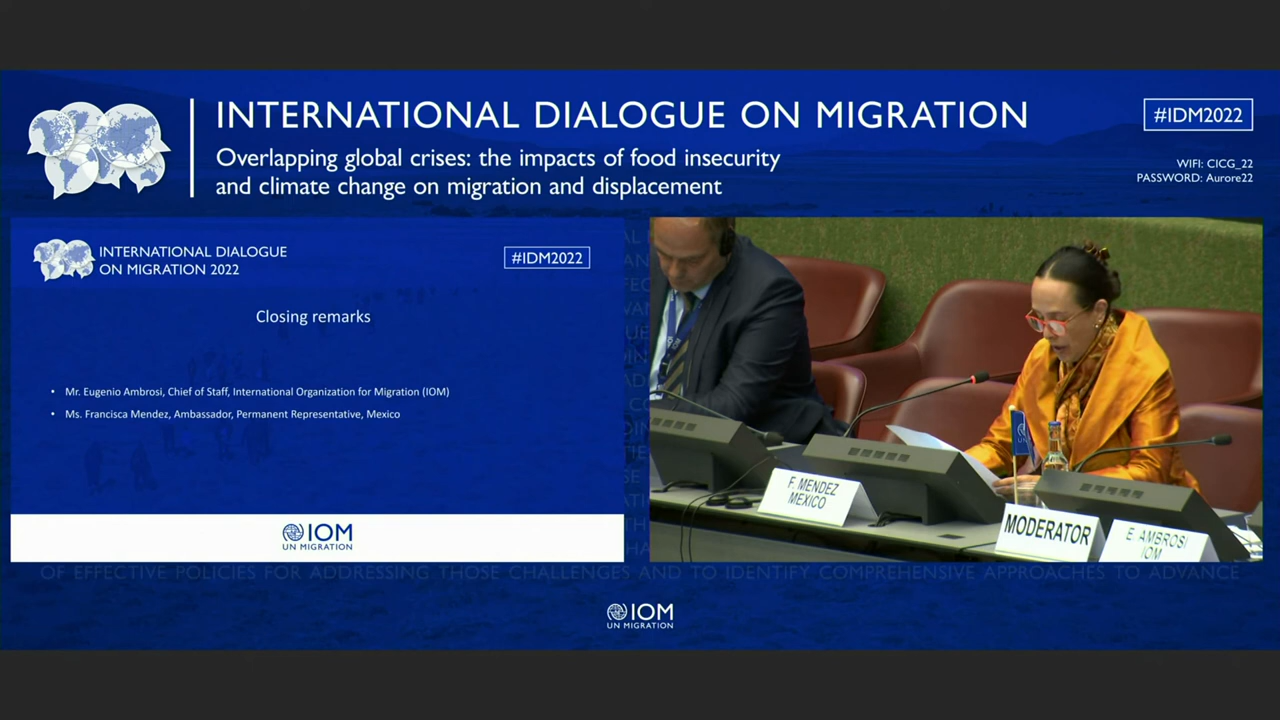 INTERNATIONAL DIALOGUE ON MIGRATION
Overlapping global crises: the impacts of food insecurity
and climate change on migration and displacement
#IDM2022
WIFI: CICG_22
PASSWORD: Aurore22
INTERNATIONAL DIALOGUE
ON MIGRATION 2022
#IDM2022
Closing remarks
• Mr. Eugenio Ambrosi, Chief of Staff, International Organization for Migration (IOM)
• Ms. Francisca Mendez, Ambassador, Permanent Representative, Mexico
IOM
UN MIGRATION
F. MENDEZ
MEXICO
MODERATOR
E. AMBROSI
IOM
OF EFFECTIVE POLICIES FOR ADDRESSING THOSE CHALLENGES AND TO IDENTIFY COMPREHENSIVE APPROACHES TO ADVANCE
IOM
UN MIGRATION